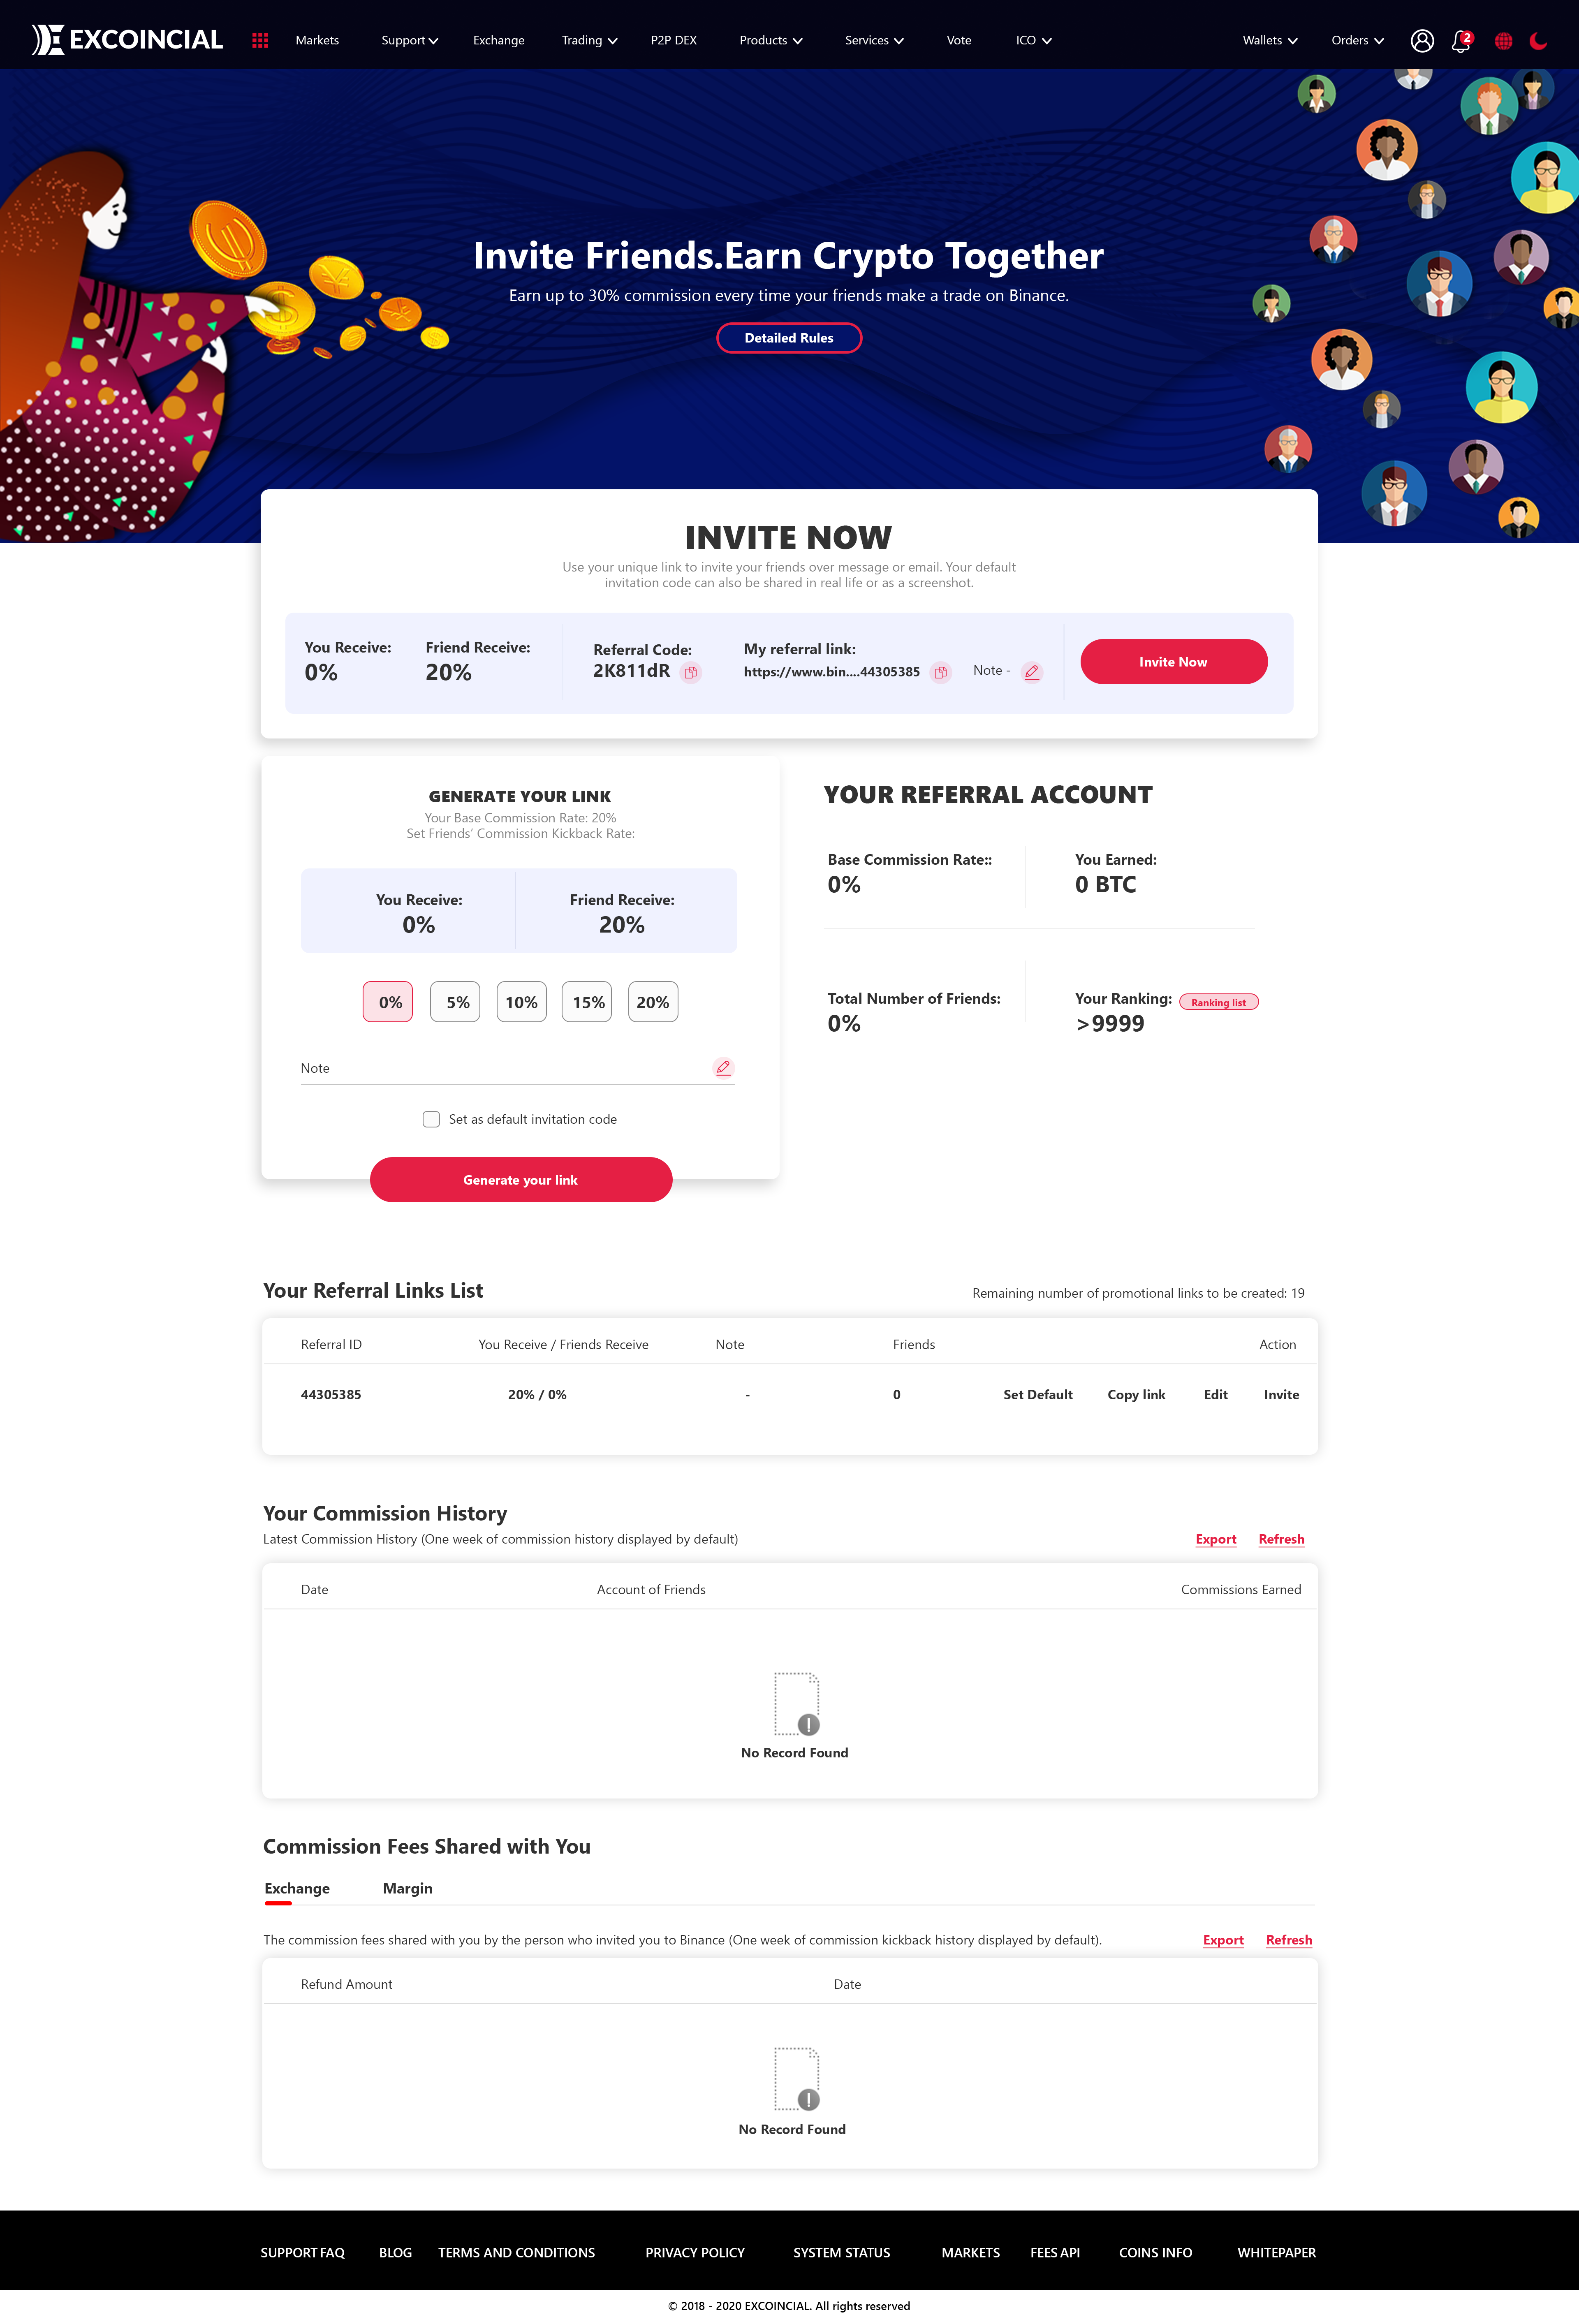 EXCOINCIAL
Markets Support Exchange Trading P2P DEX Products Services Vote ICO Wallets Orders 2
Invite Friends.Earn Crypto Together
Earn up to 30% commission every time your friends make a trade on Binance.
Detailed Rules
INVITE NOW
Use your unique link to invite your friends over message or email. Your default
invitation code can also be shared in real life or as a screenshot.
You Receive: Friend Receive: Referral Code: My referral link:
0% 20% 2K811dR https://www.bin....44305385 Note - Invite Now
GENERATE YOUR LINK
Your Base Commission Rate: 20%
Set Friends' Commission Kickback Rate:
You Receive: Friend Receive:
0% 20%
0% 5% 10% 15% 20%
Note
Set as default invitation code
Generate your link
YOUR REFERRAL ACCOUNT
Base Commission Rate:: You Earned:
0% 0 BTC
Total Number of Friends: Your Ranking: Ranking list
0% >9999
Your Referral Links List
Remaining number of promotional links to be created: 19
Referral ID You Receive / Friends Receive Note Friends Action
44305385 20% / 0% - 0 Set Default Copy link Edit Invite
Your Commission History
Latest Commission History (One week of commission history displayed by default) Export Refresh
Date Account of Friends Commissions Earned
No Record Found
Commission Fees Shared with You
Exchange Margin
The commission fees shared with you by the person who invited you to Binance (One week of commission kickback history displayed by default). Export Refresh
Refund Amount Date
No Record Found
SUPPORT FAQ BLOG TERMS AND CONDITIONS PRIVACY POLICY SYSTEM STATUS MARKETS FEES API COINS INFO WHITEPAPER
© 2018 - 2020 EXCOINCIAL. All rights reserved